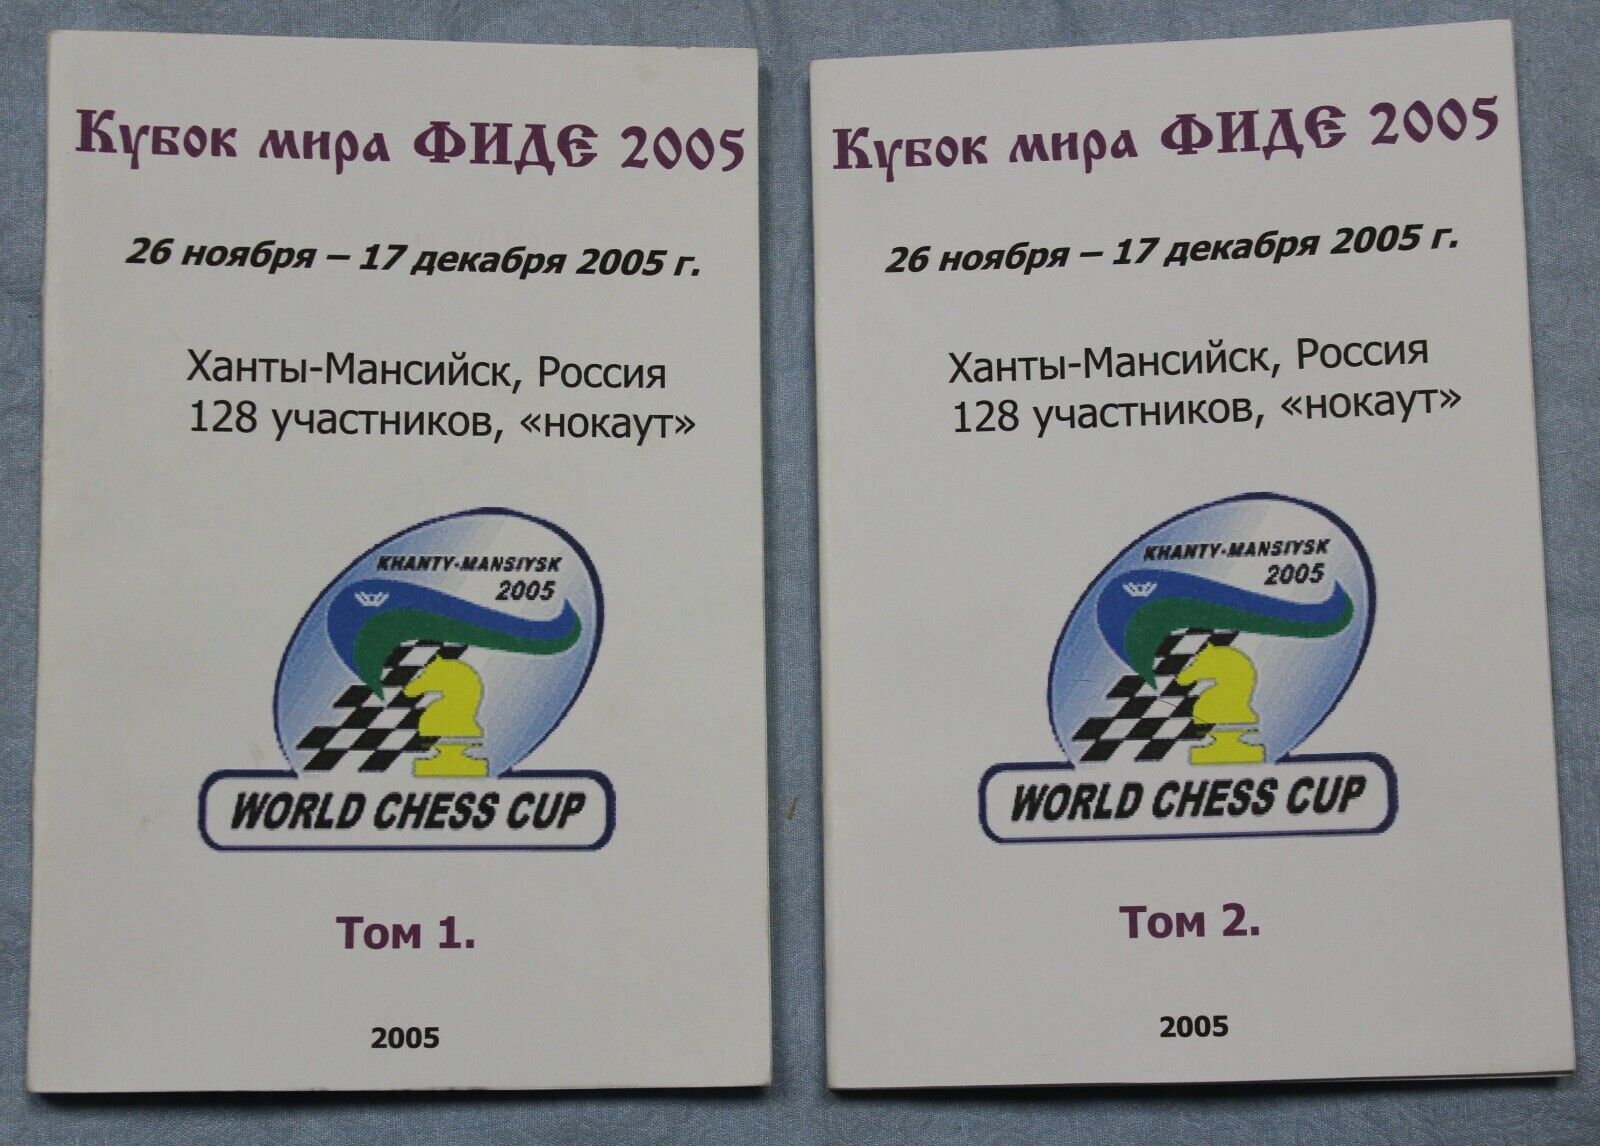 Кубок мира ФИДЕ 2005
26 ноября – 17 декабря 2005 г.
Ханты-Мансийск, Россия
128 участников, «нокаут»
KHANTY-MANSIYSK
2005
WORLD CHESS CUP
Том 1.
2005
Кубок мира ФИДЕ 2005
26 ноября – 17 декабря 2005 г.
Ханты-Мансийск, Россия
128 участников, «нокаут»
KHANTY-MANSIYSK
2005
WORLD CHESS CUP
Том 2.
2005